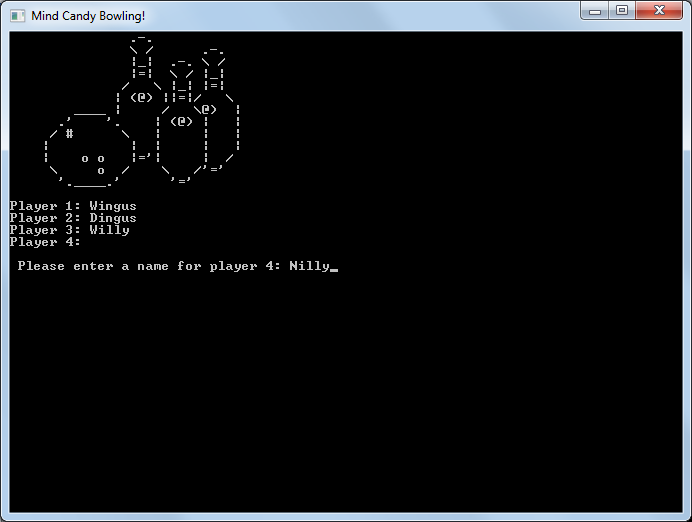 Mind Candy Bowling!
Player 1: Wingus
Player 2: Dingus
Player 3: Willy
Player 4:
Please enter a name for player 4: Nilly